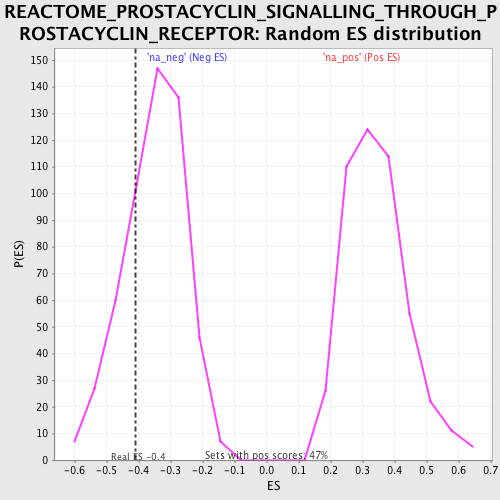 REACTOME_PROSTACYCLIN_SIGNALLING_THROUGH_P
ROSTACYCLIN_RECEPTOR: Random ES distribution
'na_neg' (Neg ES)
'na_pos' (Pos ES)
150
140
130
120
110
100
90
80
70
60
50
40
30
20
10
0
P(ES)
Real ES -0.4
Sets with pos scores: 47%
-0.6 -0.5 -0.4 -0.3 -0.2 -0.1 0.0 0.1 0.2 0.3 0.4 0.5 0.6 0.7
ES